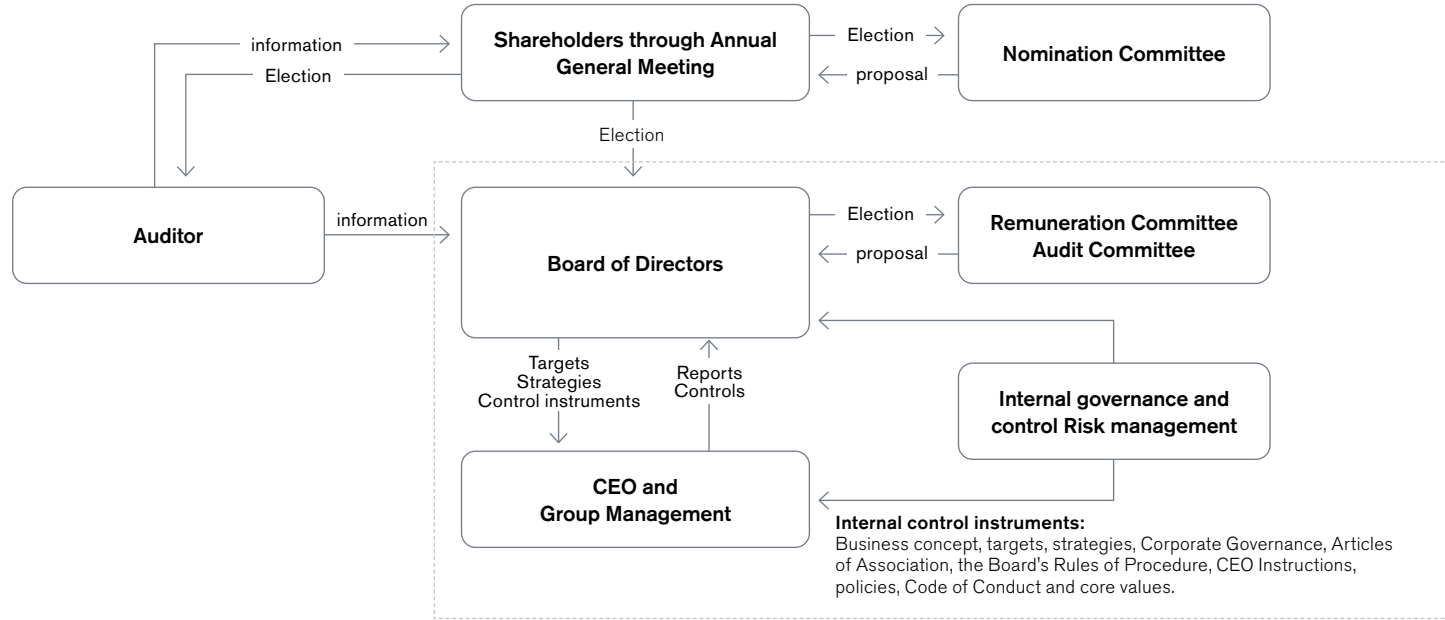 Shareholders through Annual
General Meeting
Election
proposal
Nomination Committee
information
Election
Election
Auditor
information
Board of Directors
Election
proposal
Remuneration Committee
Audit Committee
Targets
Strategies
Control instruments
Reports
Controls
Internal governance and
control Risk management
CEO and
Group Management
Internal control instruments:
Business concept, targets, strategies, Corporate Governance, Articles
of Association, the Board's Rules of Procedure, CEO Instructions,
policies, Code of Conduct and core values.